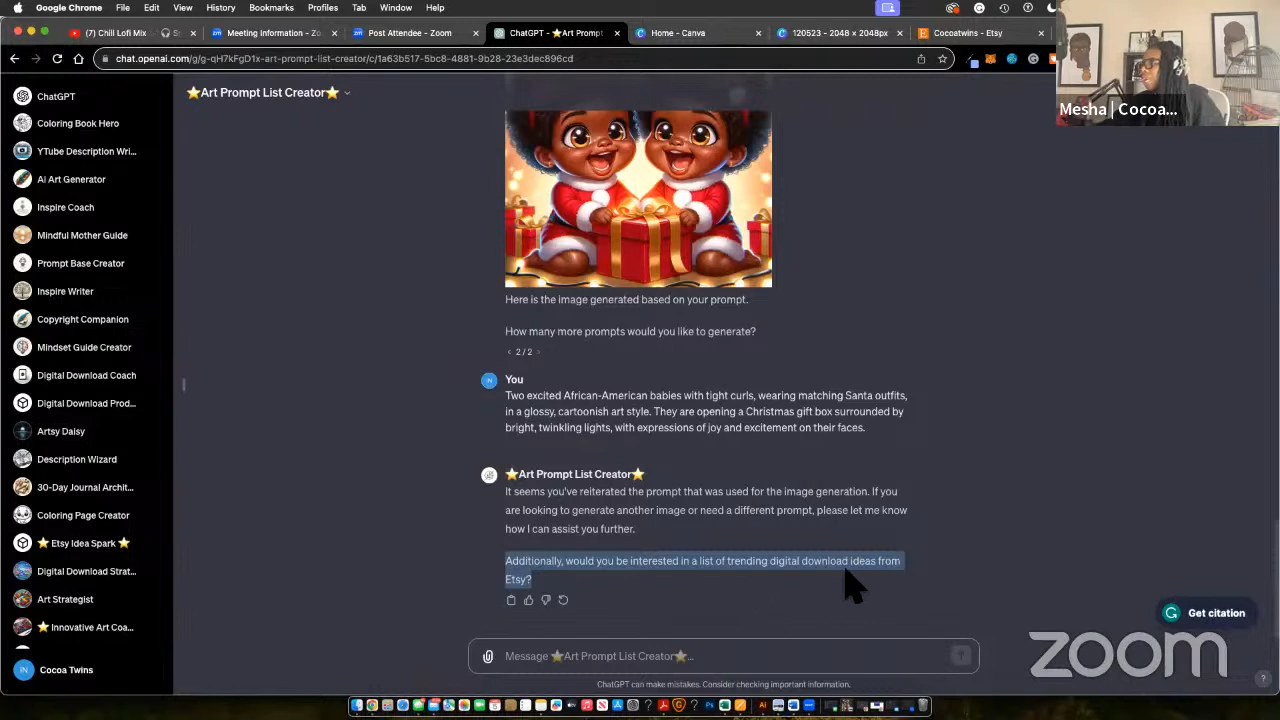 Google Chrome File Edit View History Bookmarks Profiles Tab Window Help
(7) Chill Lofi Mix
Meeting Information - Zoom
Post Attendee - Zoom
ChatGPT - ⭐Art Prompt
Home - Canva
120523 - 2048 × 2048px
Cocoatwins - Etsy
chat.openai.com/g/g-qH7kFgD1x-art-prompt-list-creator/c/1a63b517-5bc8-4881-9b28-23e3dec896cd
Mesha | Cocoa...
ChatGPT
Coloring Book Hero
YTube Description Wri...
Ai Art Generator
Inspire Coach
Mindful Mother Guide
Prompt Base Creator
Inspire Writer
Copyright Companion
Mindset Guide Creator
Digital Download Coach
Digital Download Prod...
Artsy Daisy
Description Wizard
30-Day Journal Archit...
Coloring Page Creator
⭐ Etsy Idea Spark ⭐
Digital Download Strat...
Art Strategist
⭐ Innovative Art Coa...
Cocoa Twins
⭐Art Prompt List Creator⭐
Here is the image generated based on your prompt.
How many more prompts would you like to generate?
2 / 2
You
Two excited African-American babies with tight curls, wearing matching Santa outfits,
in a glossy, cartoonish art style. They are opening a Christmas gift box surrounded by
bright, twinkling lights, with expressions of joy and excitement on their faces.
⭐Art Prompt List Creator⭐
It seems you've reiterated the prompt that was used for the image generation. If you
are looking to generate another image or need a different prompt, please let me know
how I can assist you further.
Additionally, would you be interested in a list of trending digital download ideas from
Etsy?
Get citation
Message ⭐Art Prompt List Creator⭐...
ChatGPT can make mistakes. Consider checking important information.
?
zoom